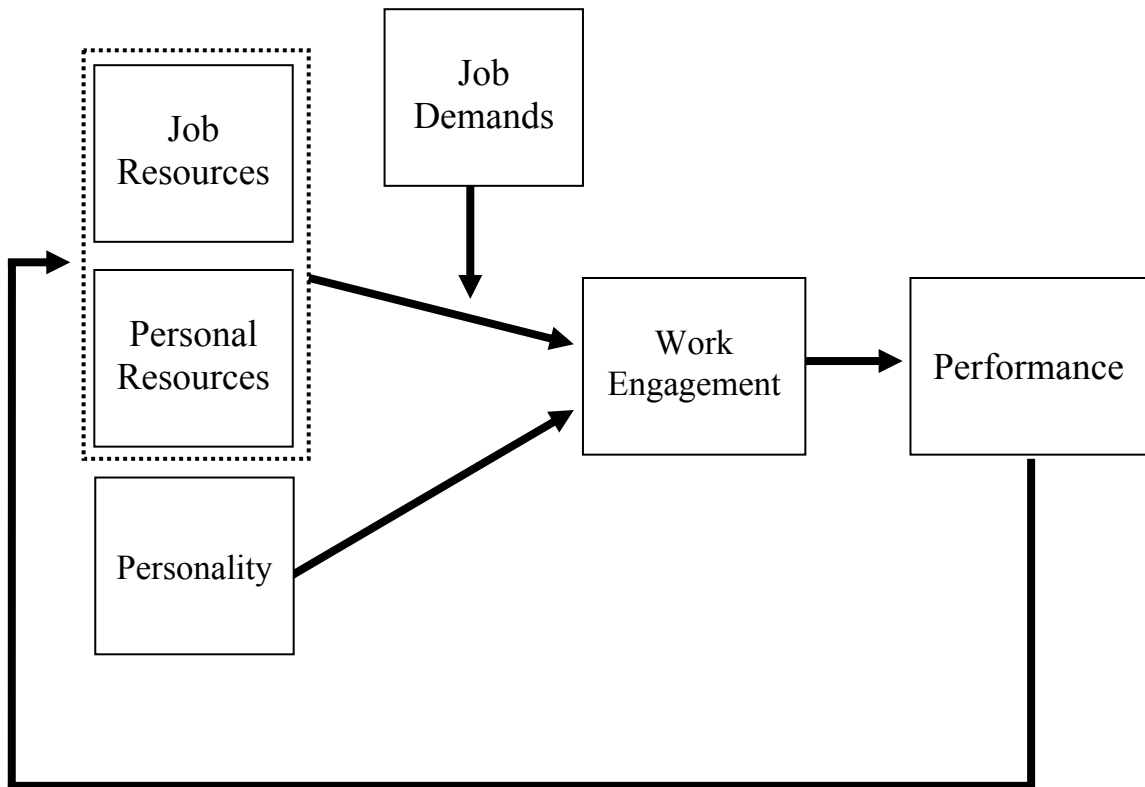 Job
Resources
Job
Demands
Personal
Resources
Work
Engagement
Performance
Personality